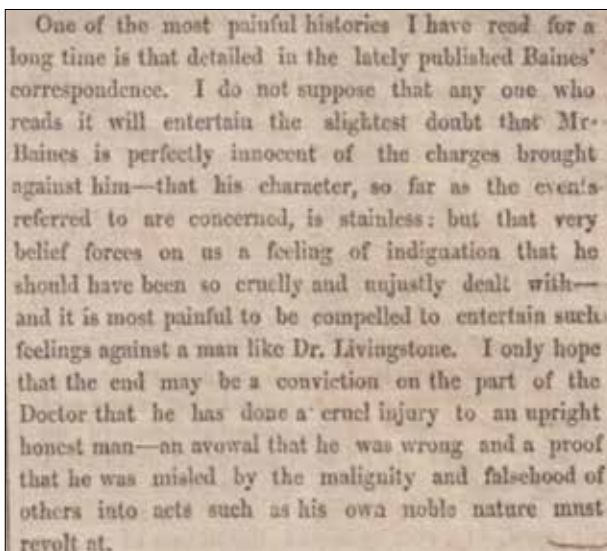 One of the most painful histories I have read for a
long time is that detailed in the lately published Baines'
correspondence. I do not suppose that any one who
reads it will entertain the slightest doubt that Mr.
Baines is perfectly innocent of the charges brought
against him—that his character, so far as the events
referred to are concerned, is stainless: but that very
belief forces on us a feeling of indignation that he
should have been so cruelly and unjustly dealt with—
and it is most painful to be compelled to entertain such
feelings against a man like Dr. Livingstone. I only hope
that the end may be a conviction on the part of the
Doctor that he has done a cruel injury to an upright
honest man—an avowal that he was wrong and a proof
that he was misled by the malignity and falsehood of
others into acts such as his own noble nature must
revolt at.